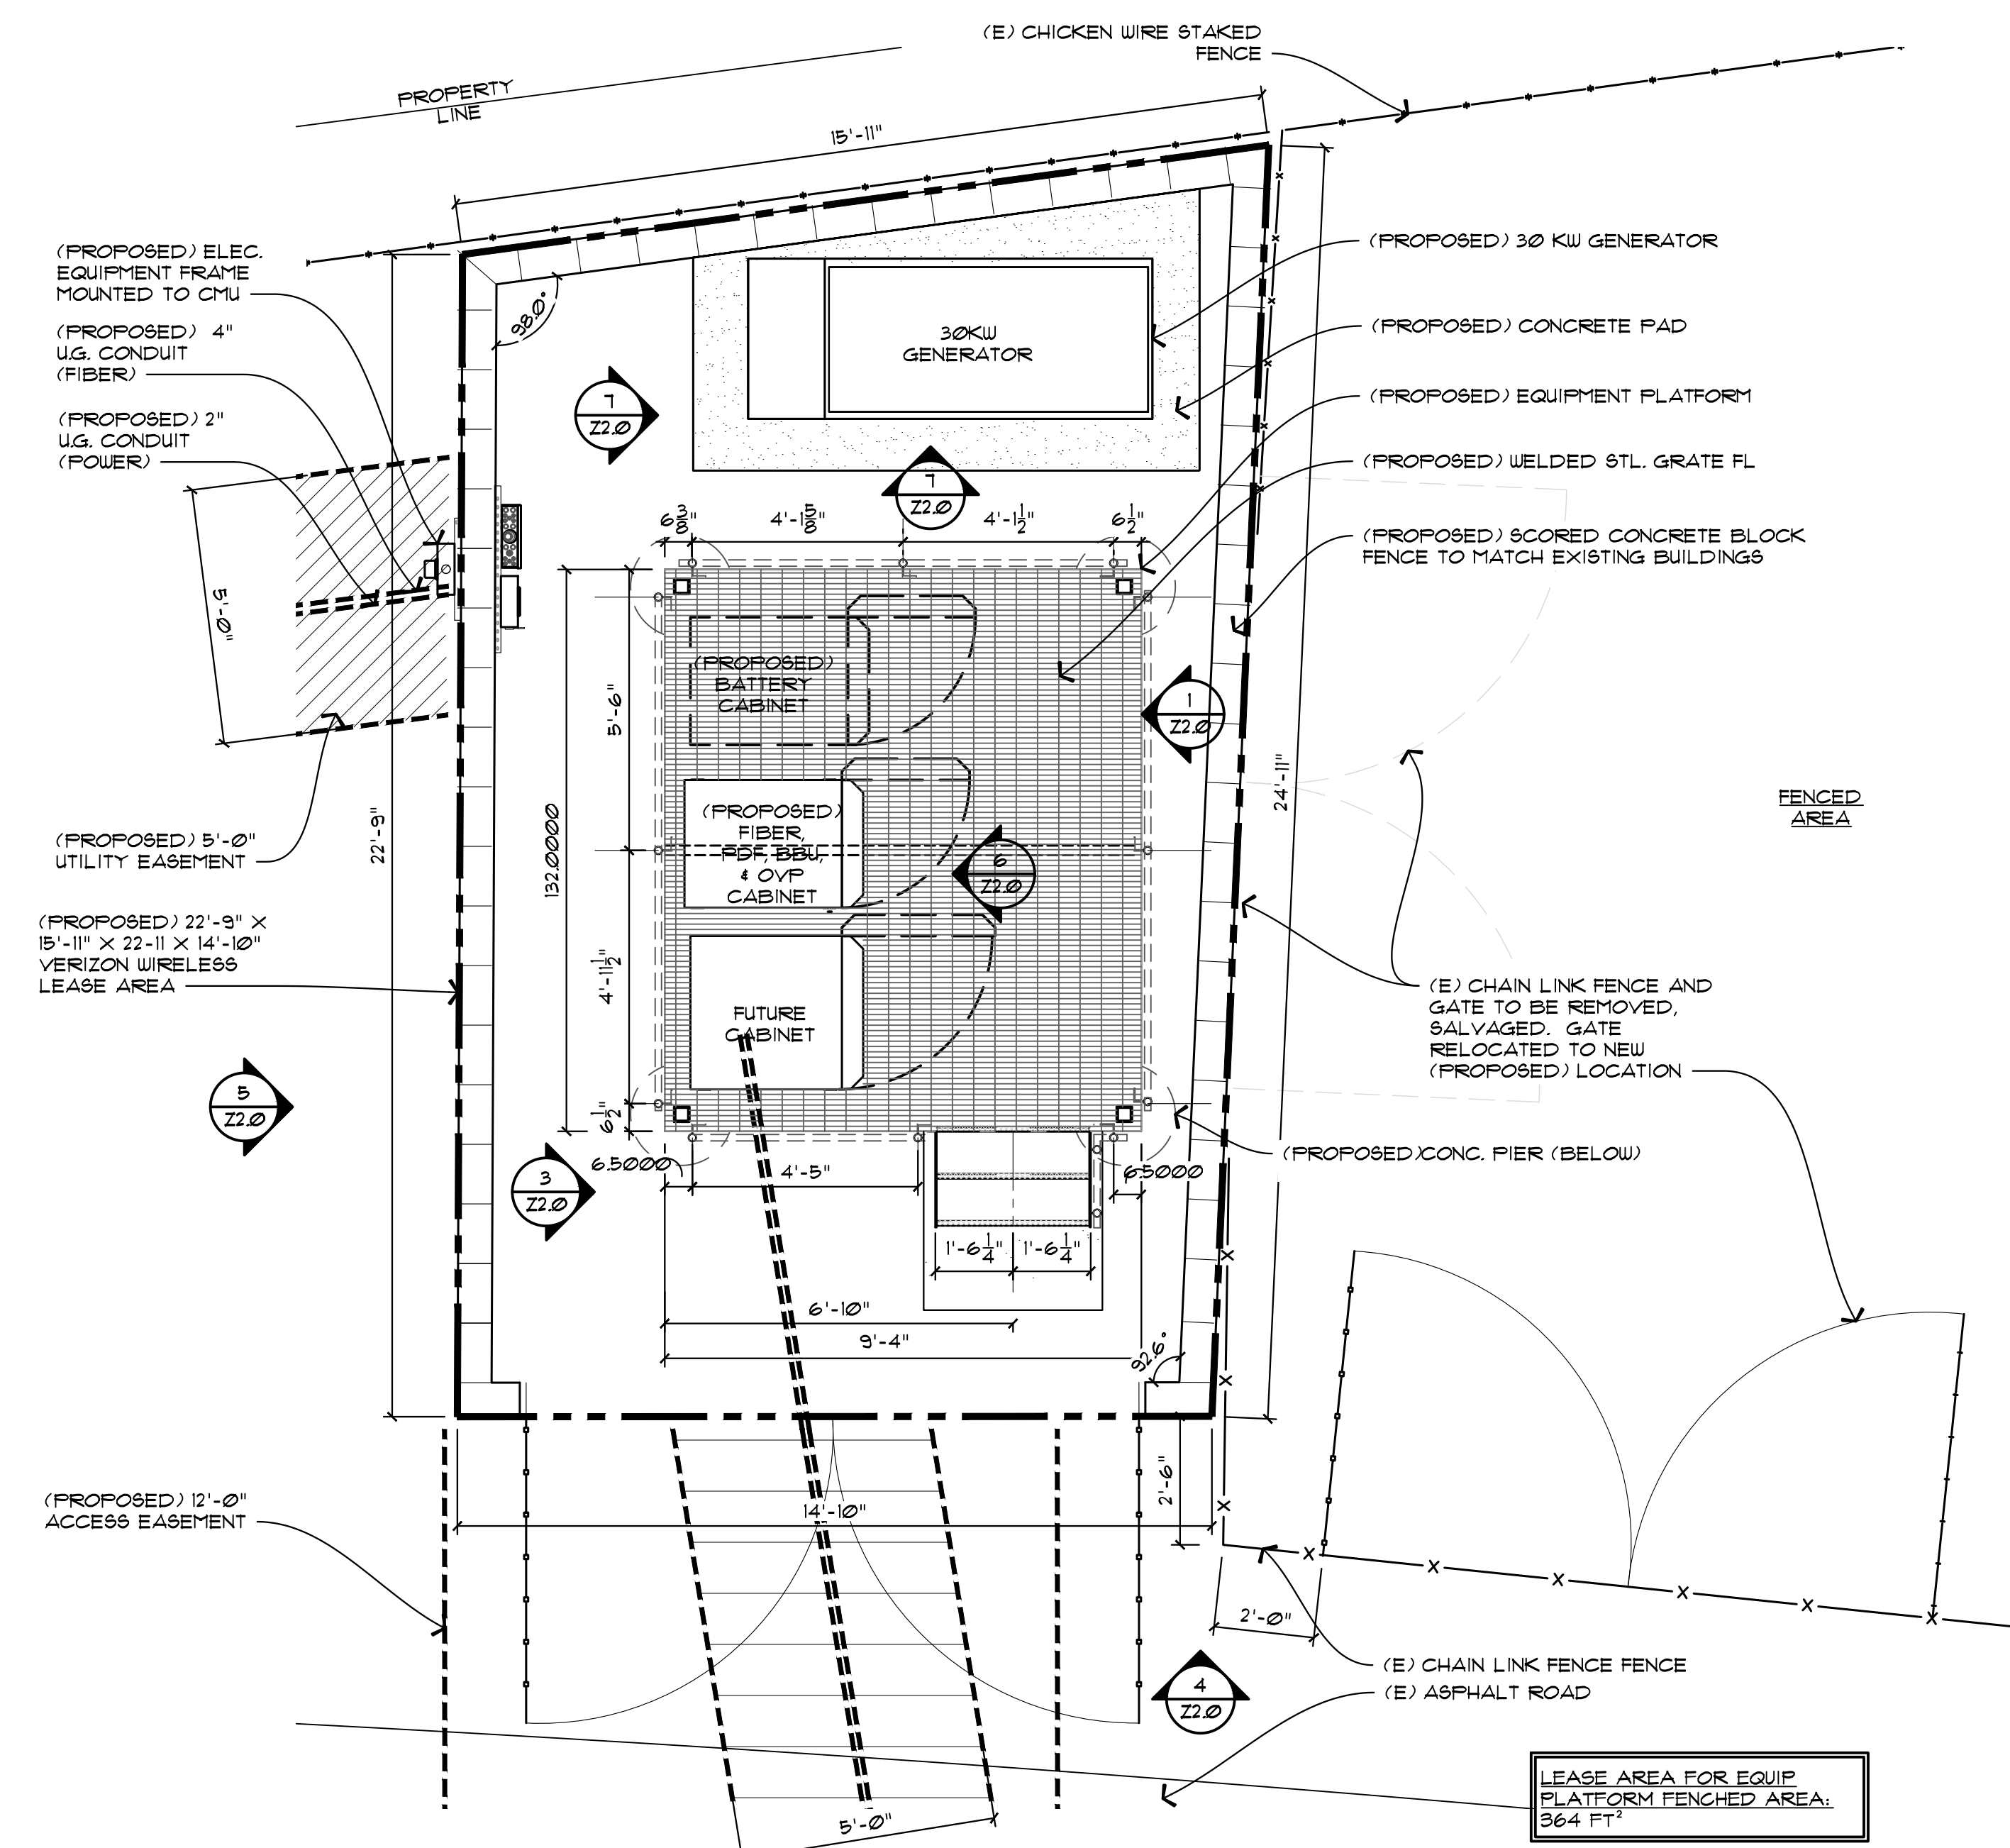 (E) CHICKEN WIRE STAKED
FENCE
PROPERTY
LINE
15'-11"
(PROPOSED) ELEC.
EQUIPMENT FRAME
MOUNTED TO CMU
(PROPOSED) 4"
U.G. CONDUIT
(FIBER)
(PROPOSED) 2"
U.G. CONDUIT
(POWER)
98.0°
30KW
GENERATOR
(PROPOSED) 30 KW GENERATOR
(PROPOSED) CONCRETE PAD
(PROPOSED) EQUIPMENT PLATFORM
(PROPOSED) WELDED STL. GRATE FL
(PROPOSED) SCORED CONCRETE BLOCK
FENCE TO MATCH EXISTING BUILDINGS
7
Z2.0
7
Z2.0
6 3/8"
4'-1 5/8"
4'-1 1/2"
6 1/2"
5'-0"
5'-6"
(PROPOSED)
BATTERY
CABINET
1
Z2.0
24'-11"
FENCED
AREA
22'-9"
132.0000
(PROPOSED)
FIBER,
PDF, BBU,
& OVP
CABINET
6
Z2.0
(PROPOSED) 5'-0"
UTILITY EASEMENT
(PROPOSED) 22'-9" X
15'-11" X 22-11 X 14'-10"
VERIZON WIRELESS
LEASE AREA
4'-11 1/2"
FUTURE
CABINET
(E) CHAIN LINK FENCE AND
GATE TO BE REMOVED,
SALVAGED. GATE
RELOCATED TO NEW
(PROPOSED) LOCATION
5
Z2.0
6 1/2"
3
Z2.0
6.5000
4'-5"
6.5000
(PROPOSED)CONC. PIER (BELOW)
1'-6 1/4"
1'-6 1/4"
6'-10"
9'-4"
92.6°
2'-6"
14'-10"
(PROPOSED) 12'-0"
ACCESS EASEMENT
2'-0"
4
Z2.0
(E) CHAIN LINK FENCE FENCE
(E) ASPHALT ROAD
5'-0"
LEASE AREA FOR EQUIP
PLATFORM FENCHED AREA:
364 FT²